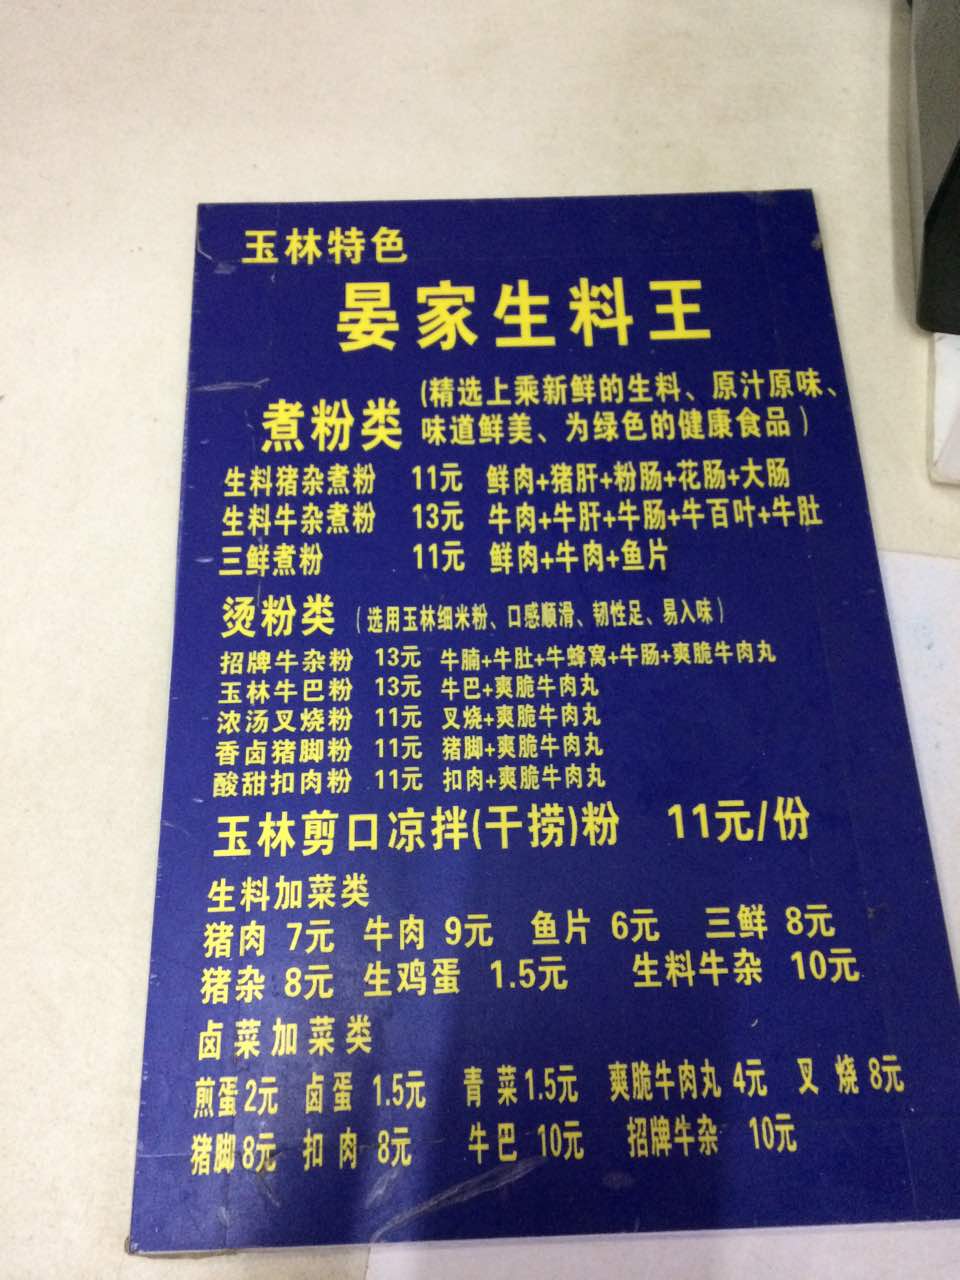 玉林特色
晏家生料王
煮粉类 (精选上乘新鲜的生料、原汁原味、
味道鲜美、为绿色的健康食品)
生料猪杂煮粉 11元 鲜肉+猪肝+粉肠+花肠+大肠
生料牛杂煮粉 13元 牛肉+牛肝+牛肠+牛百叶+牛肚
三鲜煮粉 11元 鲜肉+牛肉+鱼片
烫粉类 (选用玉林细米粉、口感顺滑、韧性足、易入味)
招牌牛杂粉 13元 牛腩+牛肚+牛蜂窝+牛肠+爽脆牛肉丸
玉林牛巴粉 13元 牛巴+爽脆牛肉丸
浓汤叉烧粉 11元 叉烧+爽脆牛肉丸
香卤猪脚粉 11元 猪脚+爽脆牛肉丸
酸甜扣肉粉 11元 扣肉+爽脆牛肉丸
玉林剪口凉拌(干捞)粉 11元/份
生料加菜类
猪肉 7元 牛肉 9元 鱼片 6元 三鲜 8元
猪杂 8元 生鸡蛋 1.5元 生料牛杂 10元
卤菜加菜类
煎蛋 2元 卤蛋 1.5元 青菜 1.5元 爽脆牛肉丸 4元 叉烧 8元
猪脚 8元 扣肉 8元 牛巴 10元 招牌牛杂 10元